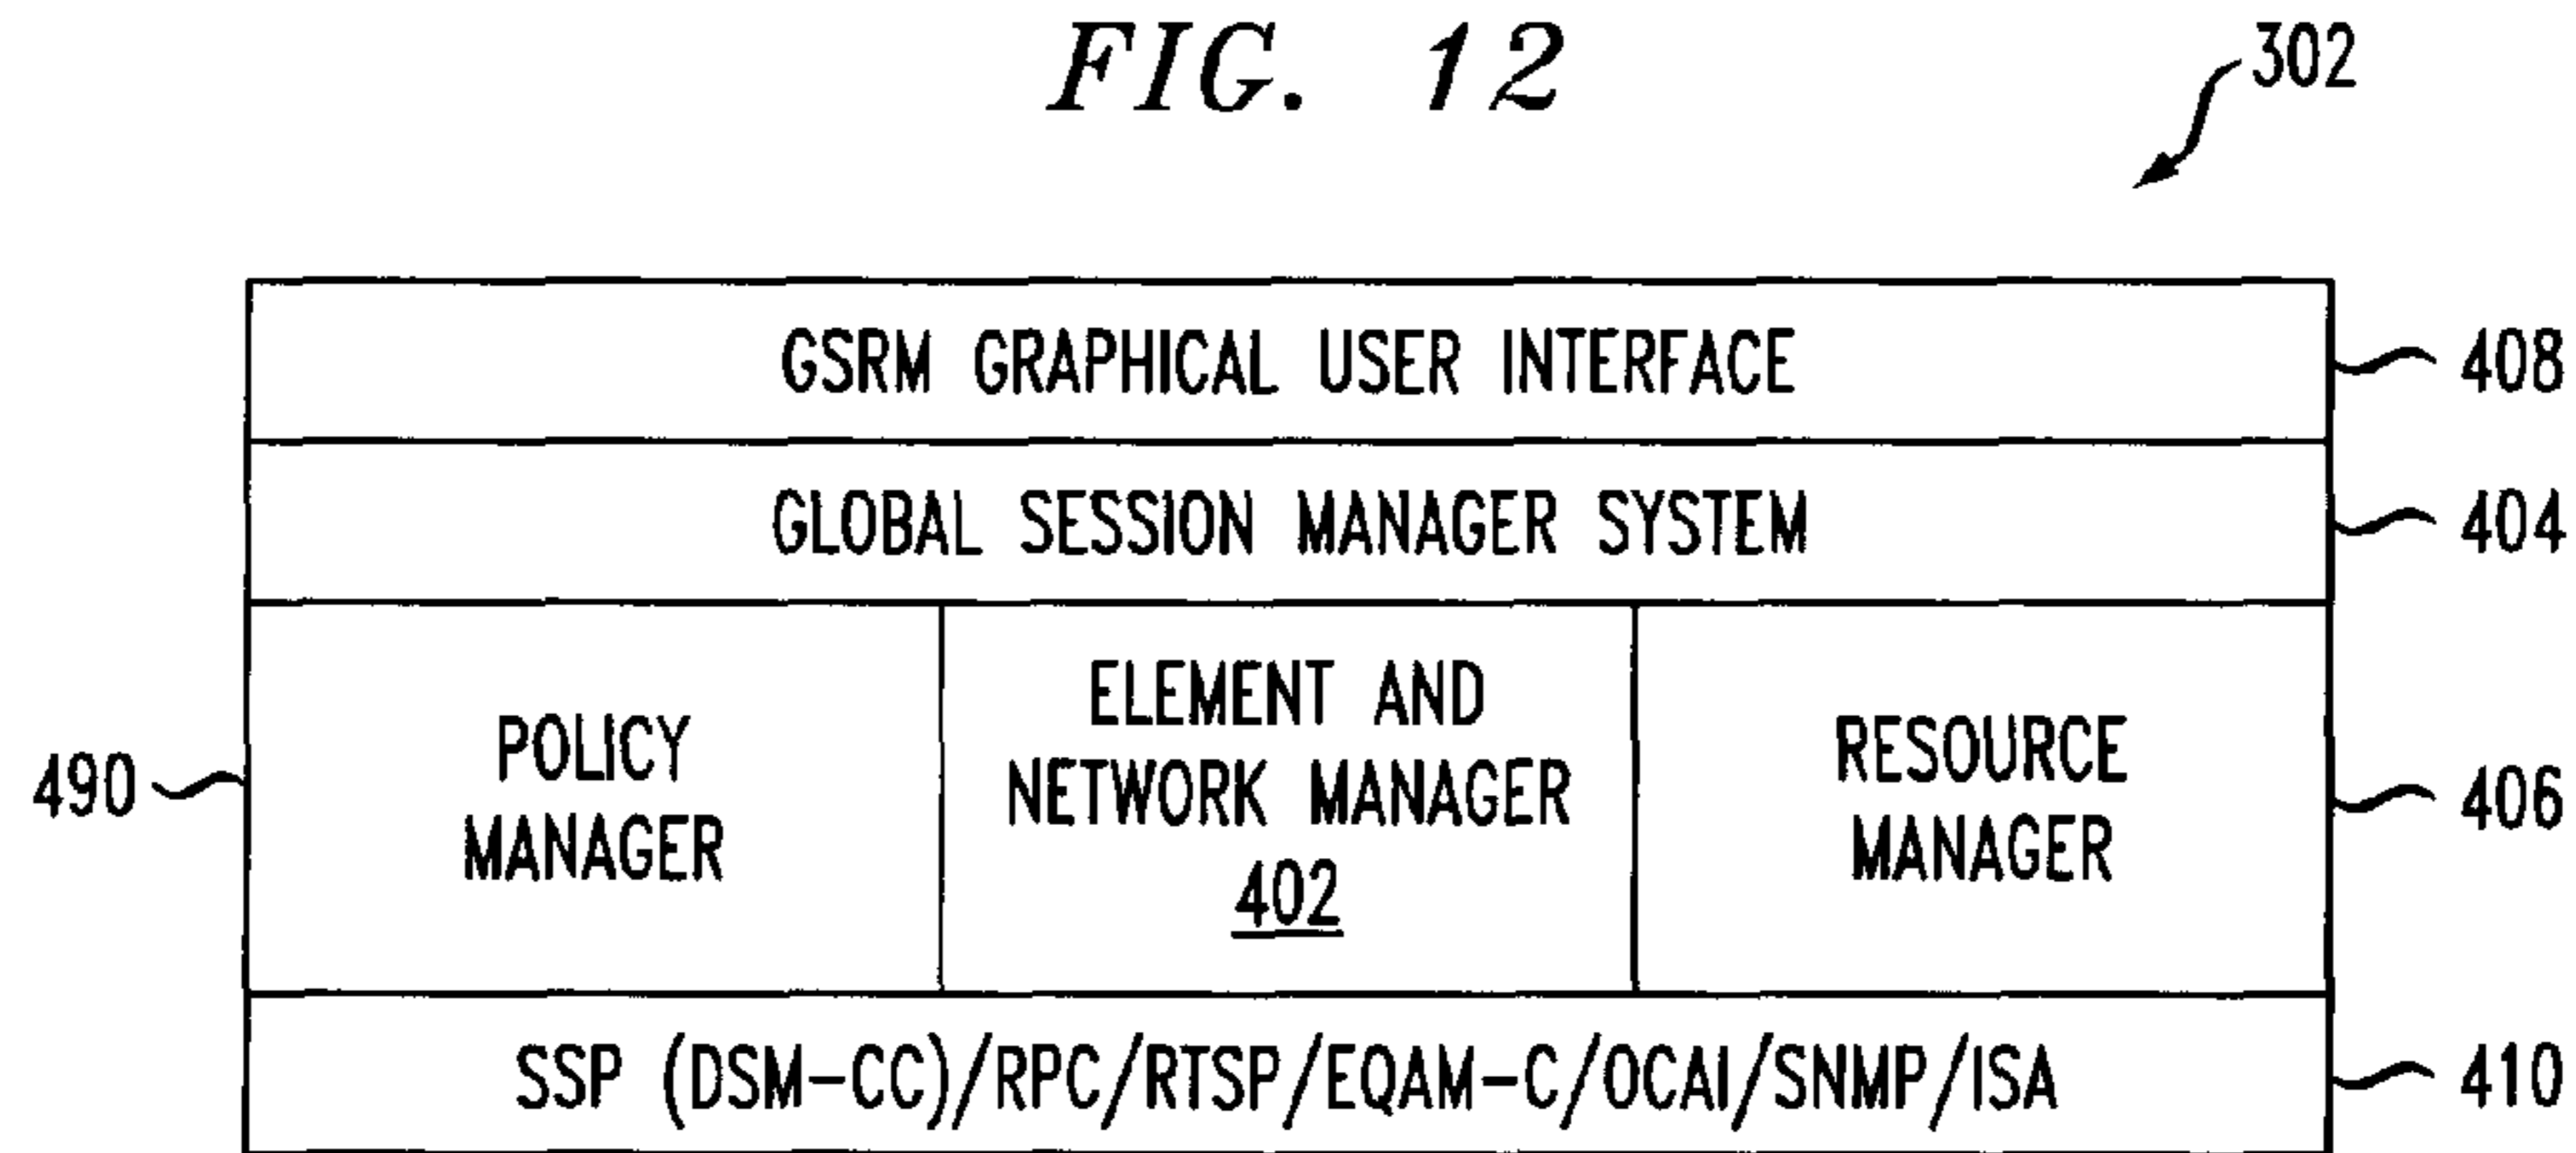 FIG. 12
302
GSRM GRAPHICAL USER INTERFACE
408
GLOBAL SESSION MANAGER SYSTEM
404
490
POLICY
MANAGER
ELEMENT AND
NETWORK MANAGER
402
RESOURCE
MANAGER
406
SSP (DSM-CC)/RPC/RTSP/EQAM-C/OCAI/SNMP/ISA
410